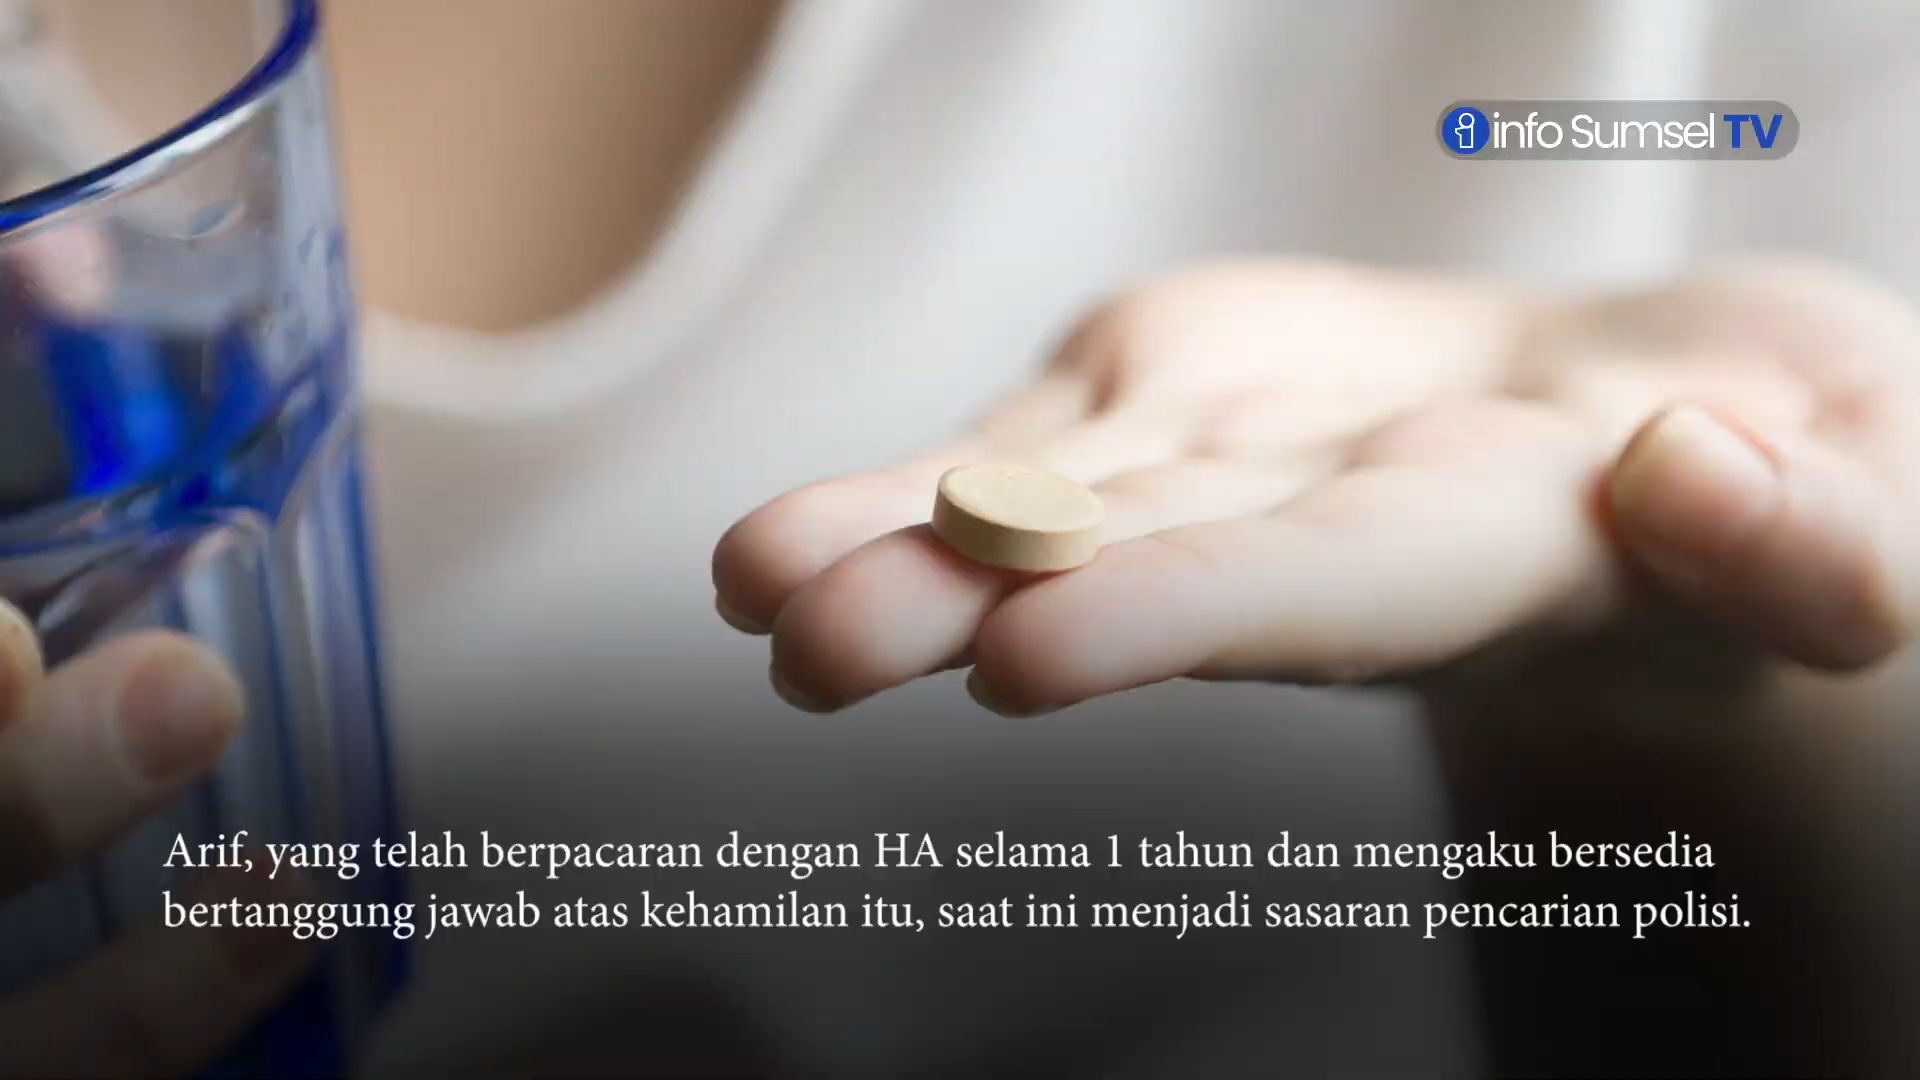 info Sumsel TV
Arif, yang telah berpacaran dengan HA selama 1 tahun dan mengaku bersedia
bertanggung jawab atas kehamilan itu, saat ini menjadi sasaran pencarian polisi.